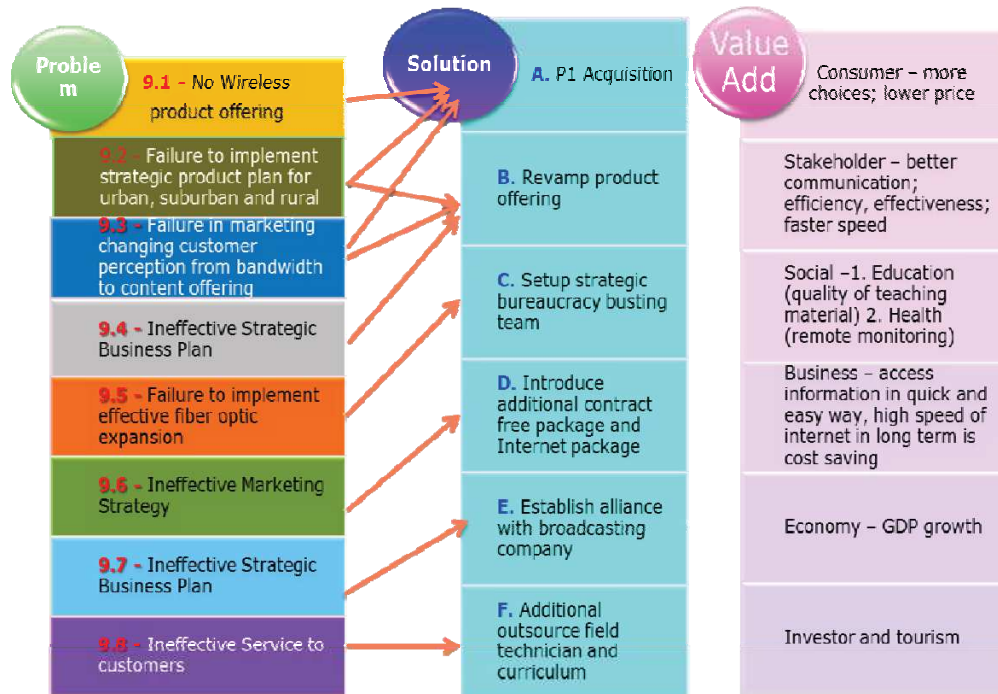 Proble
m
9.1 - No Wireless
product offering
9.2 - Failure to implement
strategic product plan for
urban, suburban and rural
9.3 - Failure in marketing
changing customer
perception from bandwidth
to content offering
9.4 - Ineffective Strategic
Business Plan
9.5 - Failure to implement
effective fiber optic
expansion
9.6 - Ineffective Marketing
Strategy
9.7 - Ineffective Strategic
Business Plan
9.8 - Ineffective Service to
customers
Solution
A. P1 Acquisition
B. Revamp product
offering
C. Setup strategic
bureaucracy busting
team
D. Introduce
additional contract
free package and
Internet package
E. Establish alliance
with broadcasting
company
F. Additional
outsource field
technician and
curriculum
Value
Add
Consumer – more
choices; lower price
Stakeholder – better
communication;
efficiency, effectiveness;
faster speed
Social –1. Education
(quality of teaching
material) 2. Health
(remote monitoring)
Business – access
information in quick and
easy way, high speed of
internet in long term is
cost saving
Economy – GDP growth
Investor and tourism